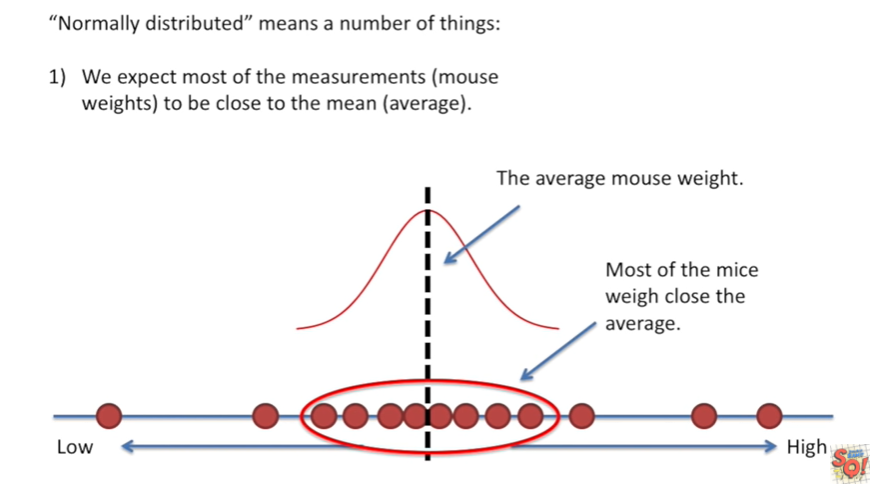 “Normally distributed” means a number of things:
1) We expect most of the measurements (mouse
weights) to be close to the mean (average).
The average mouse weight.
Most of the mice
weigh close the
average.
Low
High
SO!